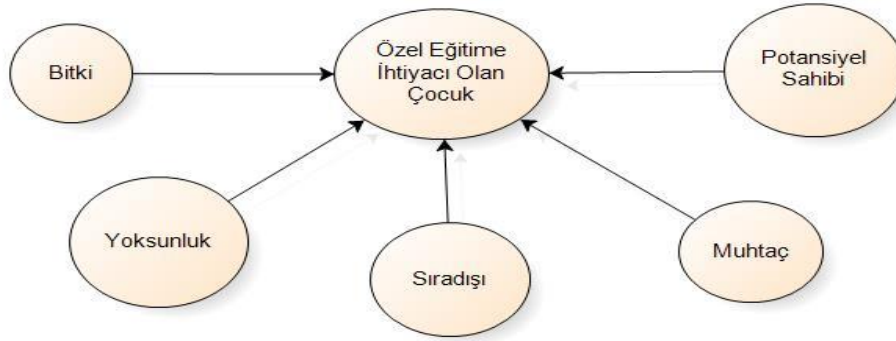 Bitki
Özel Eğitime
İhtiyacı Olan
Çocuk
Potansiyel
Sahibi
Yoksunluk
Sıradışı
Muhtaç